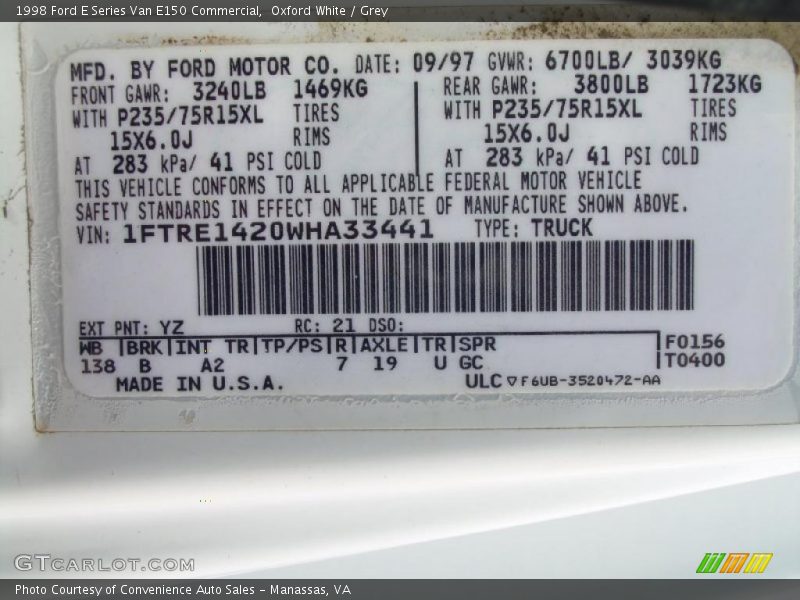 1998 Ford E Series Van E150 Commercial,  Oxford White / Grey
MFD. BY FORD MOTOR CO. DATE: 09/97 GVWR: 6700LB/ 3039KG
FRONT GAWR: 3240LB 1469KG REAR GAWR: 3800LB 1723KG
WITH P235/75R15XL TIRES WITH P235/75R15XL TIRES
15X6.0J RIMS 15X6.0J RIMS
AT 283 kPa/ 41 PSI COLD AT 283 kPa/ 41 PSI COLD
THIS VEHICLE CONFORMS TO ALL APPLICABLE FEDERAL MOTOR VEHICLE
SAFETY STANDARDS IN EFFECT ON THE DATE OF MANUFACTURE SHOWN ABOVE.
VIN: 1FTRE1420WHA33441 TYPE: TRUCK
EXT PNT: YZ RC: 21 DSO:
WB |BRK|INT TR|TP/PS|R|AXLE|TR|SPR F0156
138 B A2 7 19 U GC T0400
MADE IN U.S.A. ULC ▽F6UB-3520472-AA
GTcarlot.com
Photo Courtesy of Convenience Auto Sales - Manassas, VA